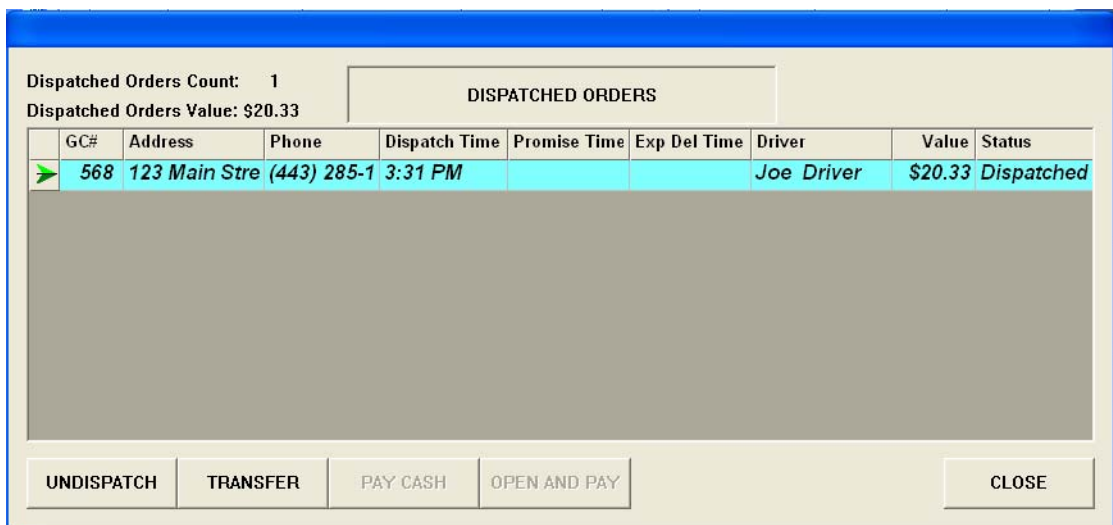 Dispatched Orders Count: 1
Dispatched Orders Value: $20.33
DISPATCHED ORDERS
GC# Address Phone Dispatch Time Promise Time Exp Del Time Driver Value Status
568 123 Main Stre (443) 285-1 3:31 PM Joe Driver $20.33 Dispatched
UNDISPATCH TRANSFER PAY CASH OPEN AND PAY CLOSE